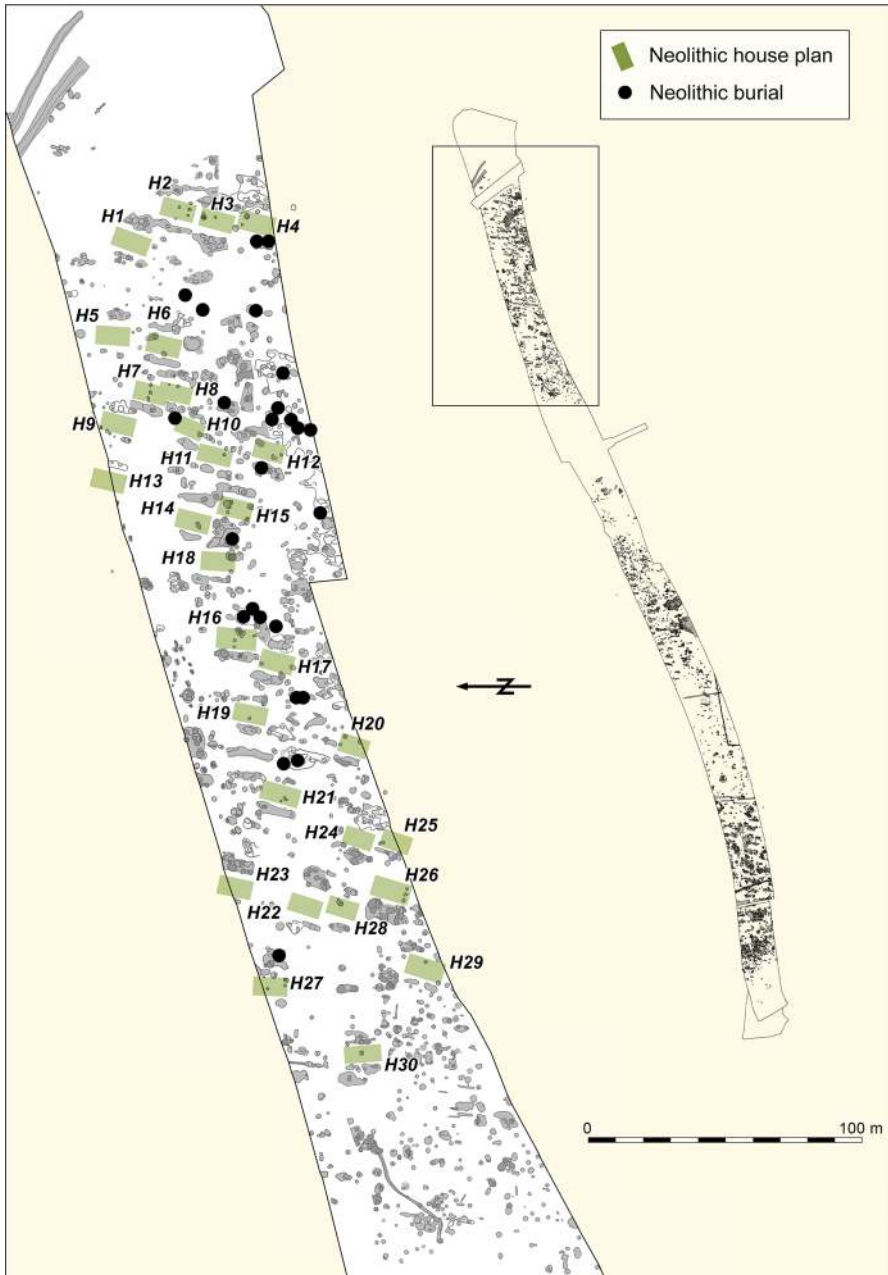 Neolithic house plan
Neolithic burial
H2
H1
H3
H4
H5
H6
H7
H8
H9
H10
H11
H12
H13
H14
H15
H18
H16
H17
H19
H20
H21
H24
H25
H23
H26
H22
H28
H29
H27
H30
Z
0 100 m